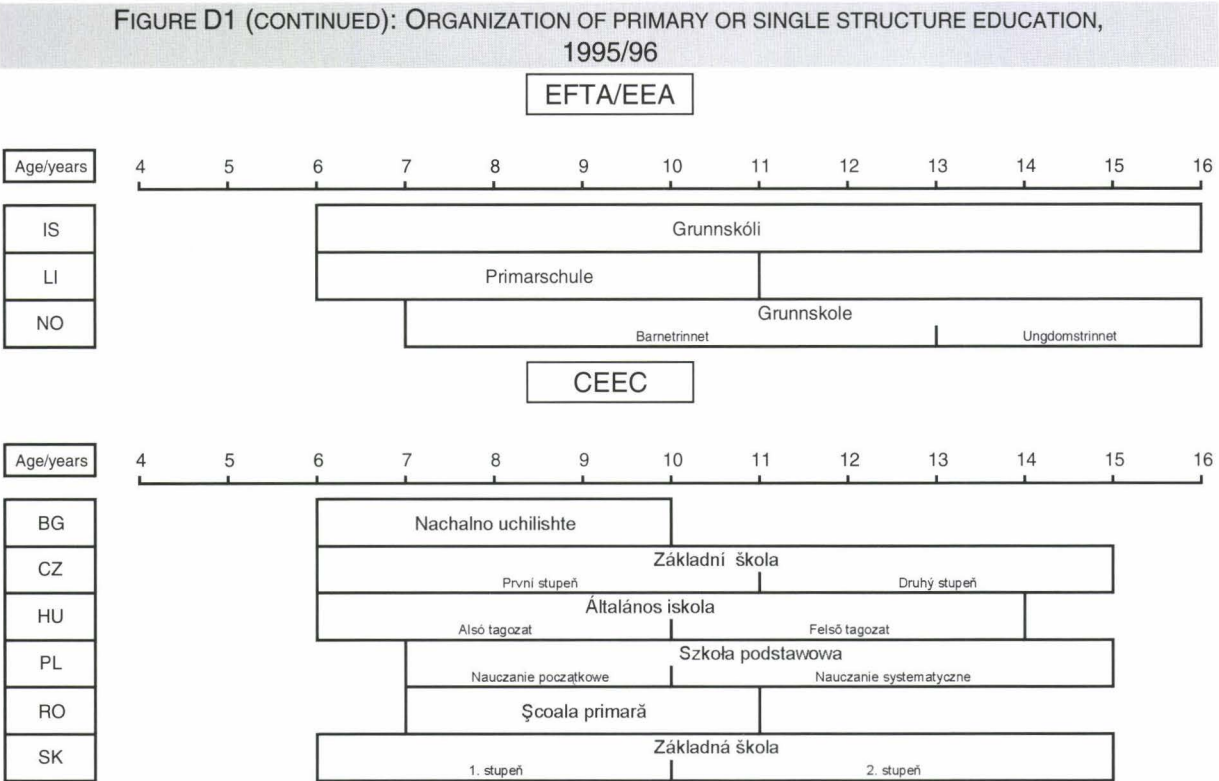 FIGURE D1 (CONTINUED): ORGANIZATION OF PRIMARY OR SINGLE STRUCTURE EDUCATION,
1995/96
EFTA/EEA
Age/years 4 5 6 7 8 9 10 11 12 13 14 15 16
IS Grunnskóli
LI Primarschule
NO Grunnskole
Barnetrinnet Ungdomstrinnet
CEEC
Age/years 4 5 6 7 8 9 10 11 12 13 14 15 16
BG Nachalno uchilishte
CZ Základní škola
První stupeň Druhý stupeň
HU Általános iskola
Alsó tagozat Felső tagozat
PL Szkoła podstawowa
Nauczanie początkowe Nauczanie systematyczne
RO Şcoala primară
SK Základná škola
1. stupeň 2. stupeň